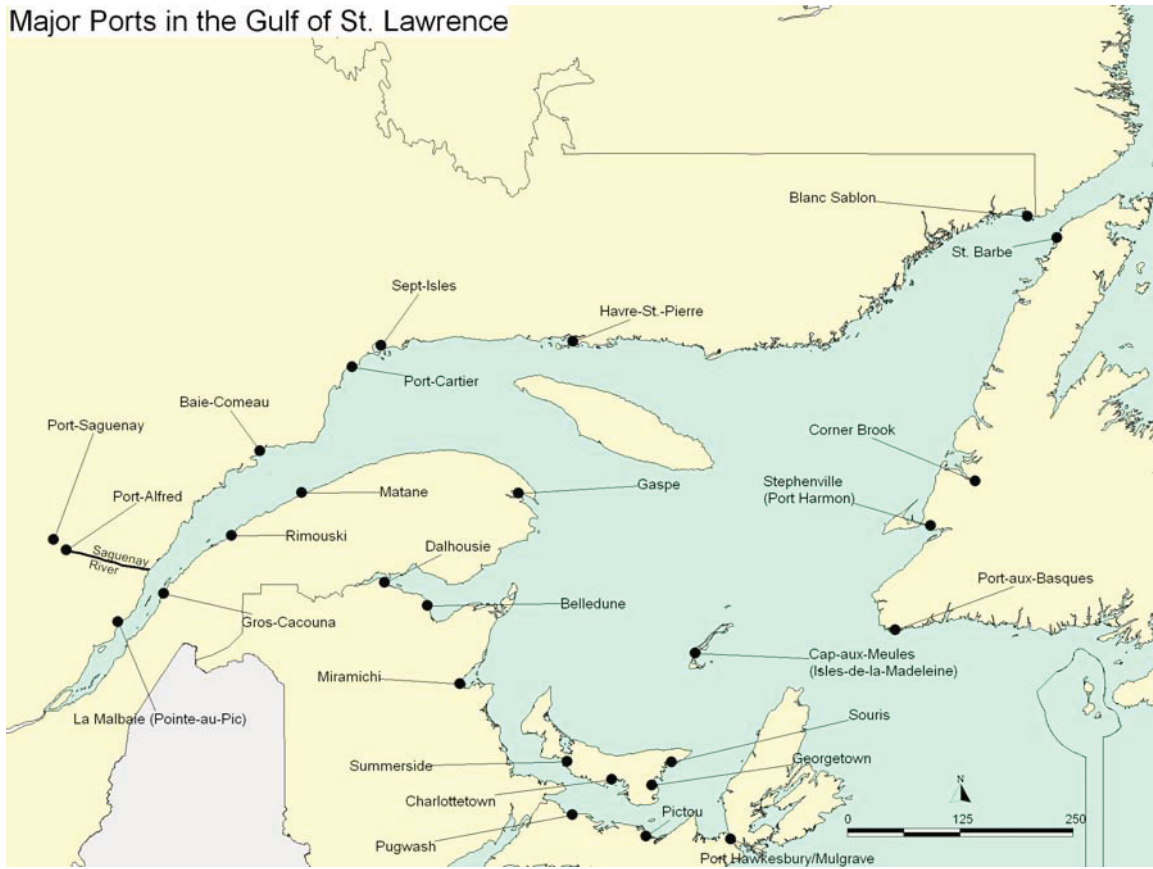 Major Ports in the Gulf of St. Lawrence
Blanc Sablon
St. Barbe
Sept-Isles
Havre-St.-Pierre
Port-Cartier
Baie-Comeau
Port-Saguenay
Corner Brook
Port-Alfred
Matane
Gaspe
Stephenville
(Port Harmon)
Rimouski
Dalhousie
Saguenay
River
Port-aux-Basques
Belledune
Gros-Cacouna
Cap-aux-Meules
(Isles-de-la-Madeleine)
Miramichi
La Malbaie (Pointe-au-Pic)
Souris
Summerside
Georgetown
Charlottetown
N
Pictou
0 125 250
Pugwash
Port Hawkesbury/Mulgrave